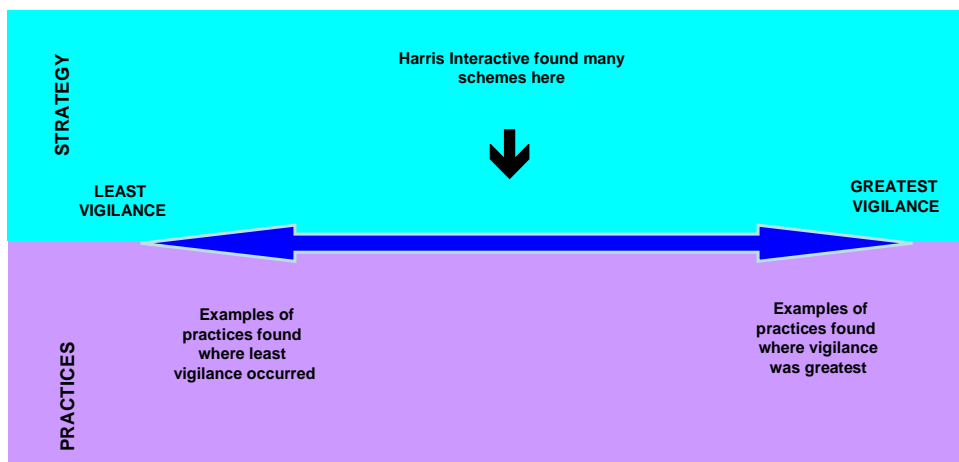 STRATEGY
Harris Interactive found many
schemes here
LEAST
VIGILANCE
GREATEST
VIGILANCE
PRACTICES
Examples of
practices found
where least
vigilance occurred
Examples of
practices found
where vigilance
was greatest